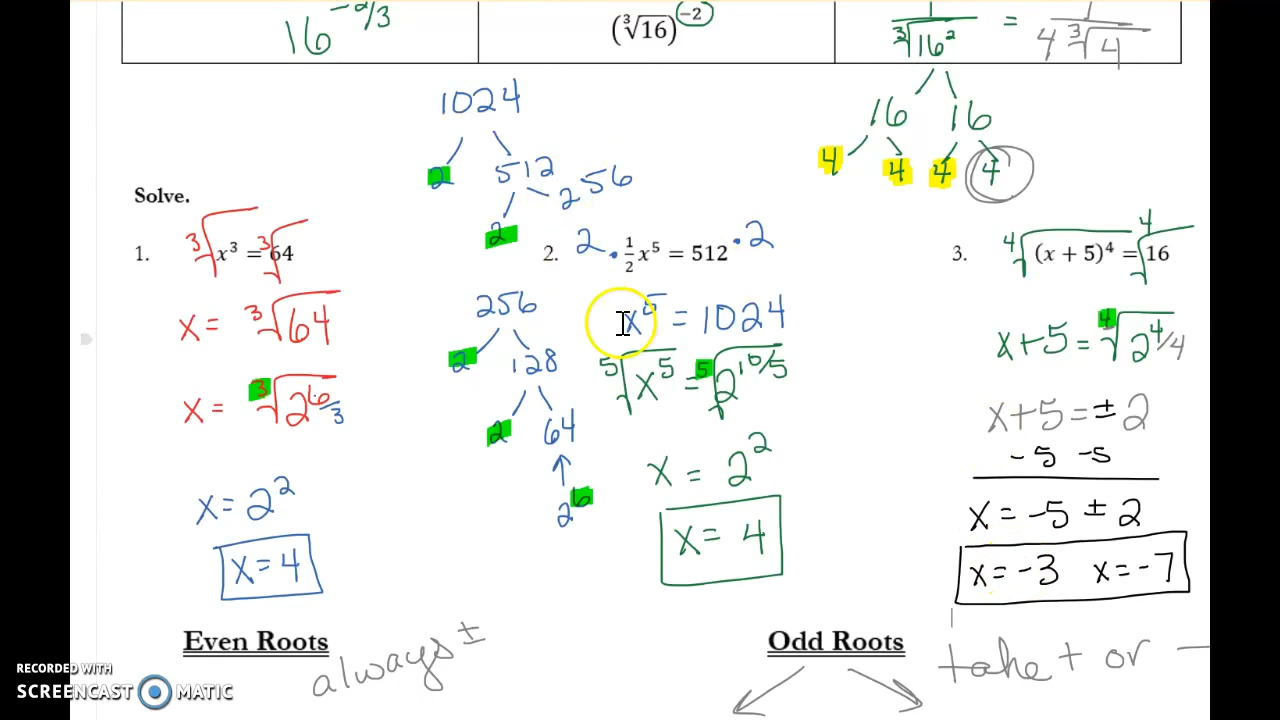 16^-2/3
(∛16)^-2
1/∛16² = 1/4∛4
1024
2 512
2 256
16 16
4 4 4 4
Solve.
1. ∛x³ = ∛64
x = ∛64
x = ∛2^6/3
x = 2²
x = 4
2. 2 · 1/2 x⁵ = 512 · 2
256
2 128
2 64
2^6
x⁵ = 1024
⁵√x⁵ = ⁵√2^10/5
x = 2²
x = 4
3. ⁴√(x + 5)⁴ = ⁴√16
x+5 = ⁴√2^4/4
x+5 = ± 2
-5 -5
x = -5 ± 2
x = -3 x = -7
Even Roots
always ±
Odd Roots
take + or -
RECORDED WITH
SCREENCAST MATIC